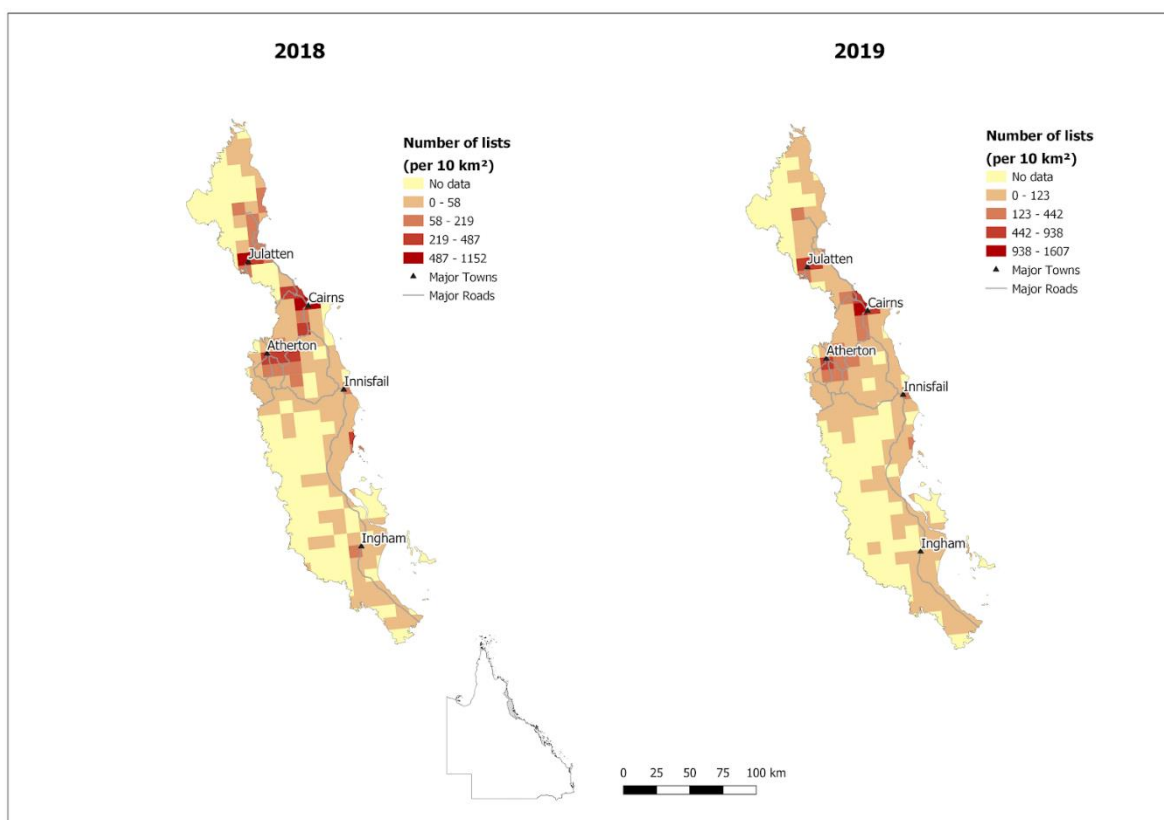 2018
Number of lists
(per 10 km²)
No data
0 - 58
58 - 219
219 - 487
487 - 1152
Major Towns
Major Roads
Julatten
Cairns
Atherton
Innisfail
Ingham
2019
Number of lists
(per 10 km²)
No data
0 - 123
123 - 442
442 - 938
938 - 1607
Major Towns
Major Roads
Julatten
Cairns
Atherton
Innisfail
Ingham
0 25 50 75 100 km